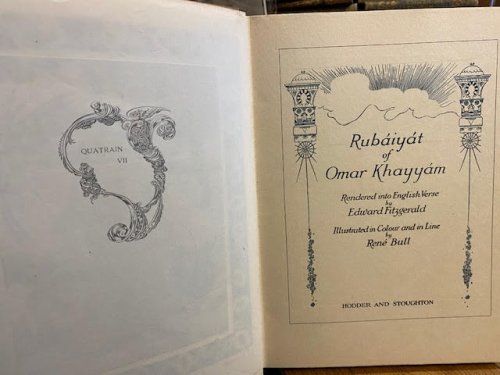 QUATRAIN
VII
Rubáiyát
of
Omar Khayyám
Rendered into English Verse
by
Edward Fitzgerald
Illustrated in Colour and in Line
by
René Bull
HODDER AND STOUGHTON